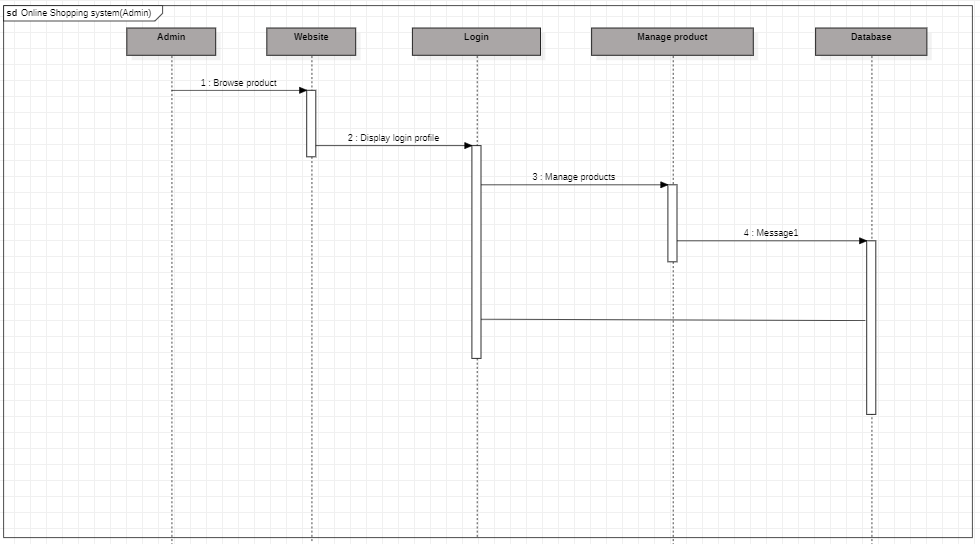 sd Online Shopping system(Admin)
Admin
Website
Login
Manage product
Database
1 : Browse product
2 : Display login profile
3 : Manage products
4 : Message1